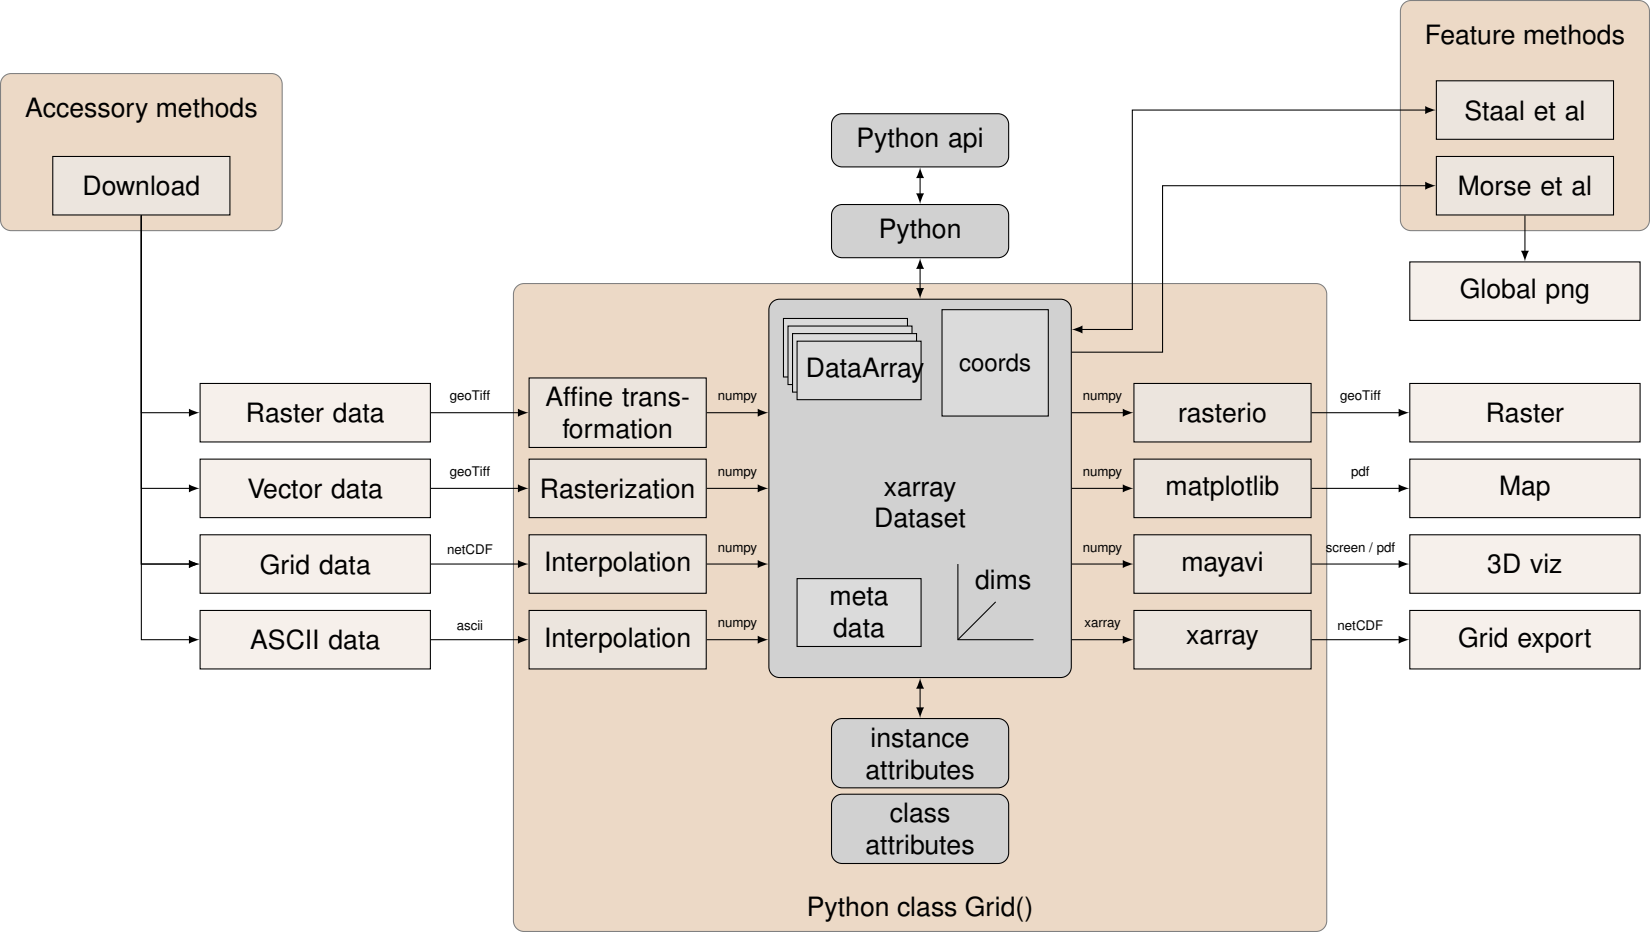 Feature methods
Staal et al
Morse et al
Global png
Accessory methods
Download
Python api
Python
DataArray
coords
xarray
Dataset
meta
data
dims
Raster data
geoTiff
Affine trans-
formation
numpy
numpy
rasterio
geoTiff
Raster
Vector data
geoTiff
Rasterization
numpy
numpy
matplotlib
pdf
Map
Grid data
netCDF
Interpolation
numpy
numpy
mayavi
screen / pdf
3D viz
ASCII data
ascii
Interpolation
numpy
xarray
xarray
netCDF
Grid export
instance
attributes
class
attributes
Python class Grid()